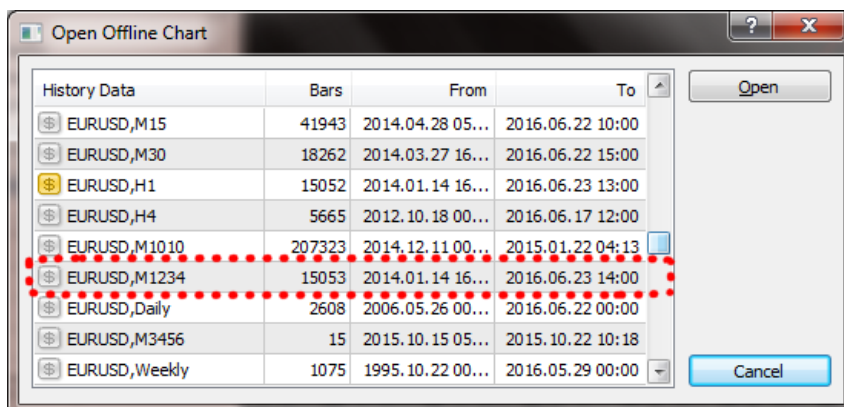 Open Offline Chart ?
History Data Bars From To Open
EURUSD,M15 41943 2014.04.28 05... 2016.06.22 10:00
EURUSD,M30 18262 2014.03.27 16... 2016.06.22 15:00
EURUSD,H1 15052 2014.01.14 16... 2016.06.23 13:00
EURUSD,H4 5665 2012.10.18 00... 2016.06.17 12:00
EURUSD,M1010 207323 2014.12.11 00... 2015.01.22 04:13
EURUSD,M1234 15053 2014.01.14 16... 2016.06.23 14:00
EURUSD,Daily 2608 2006.05.26 00... 2016.06.22 00:00
EURUSD,M3456 15 2015.10.15 05... 2015.10.22 10:18
EURUSD,Weekly 1075 1995.10.22 00... 2016.05.29 00:00 Cancel